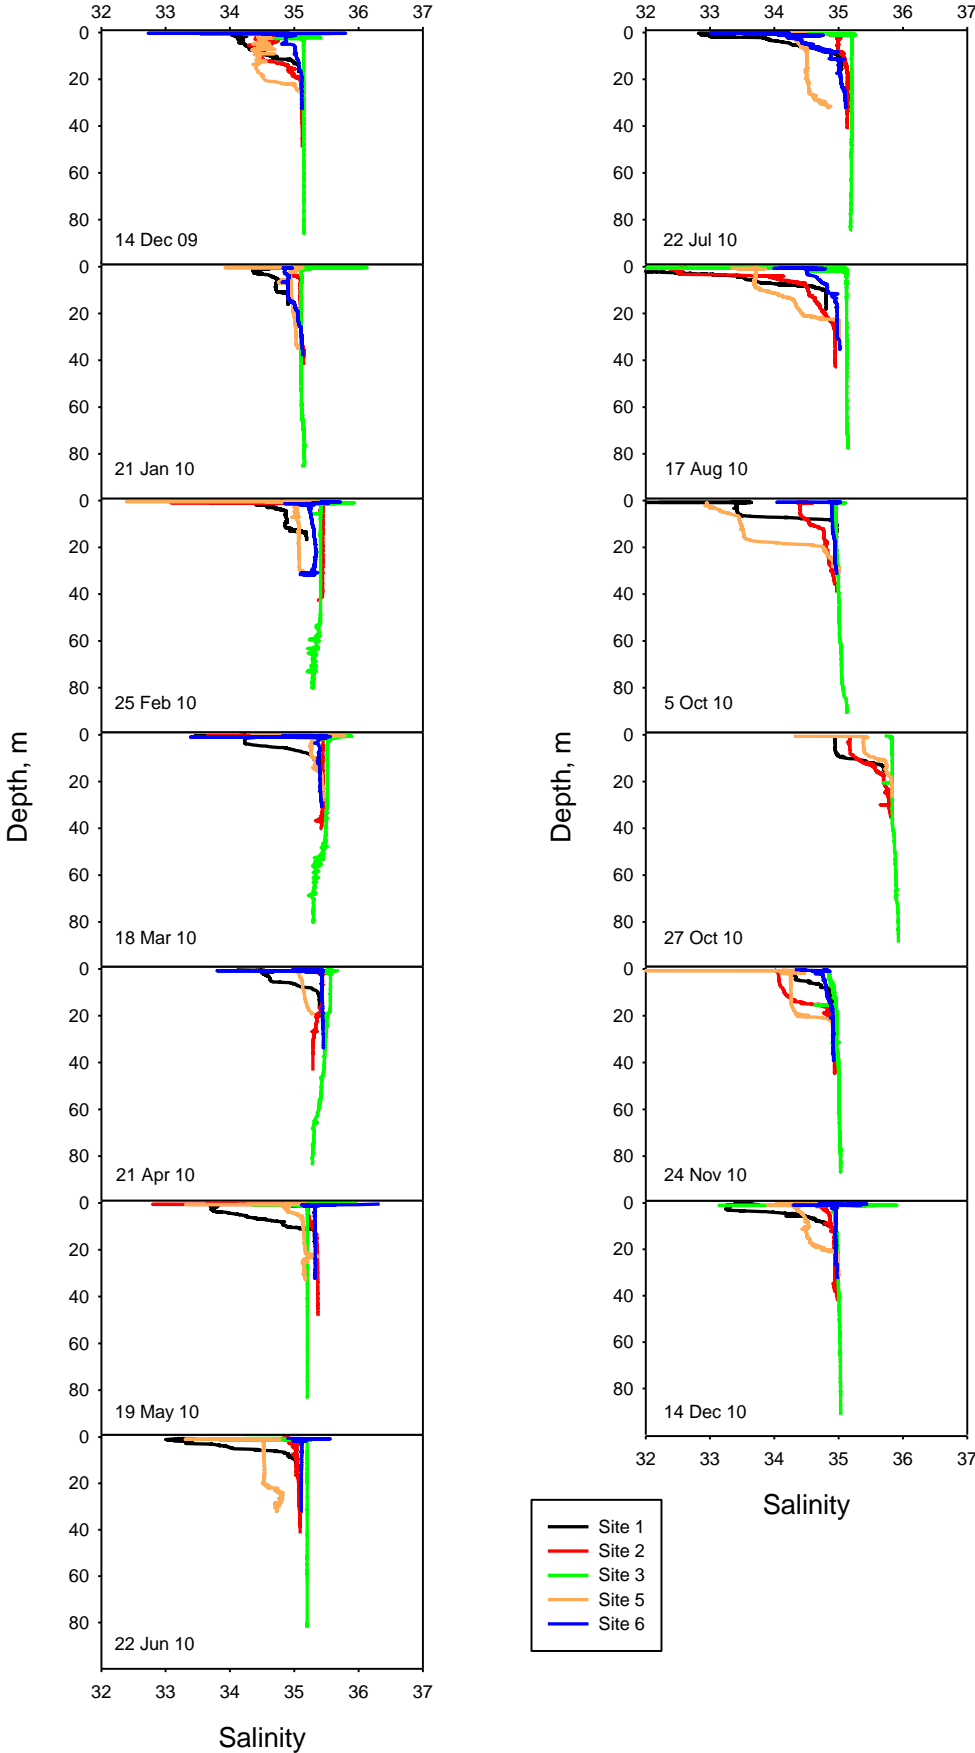 32 33 34 35 36 37
0
20
40
60
80
14 Dec 09
0
20
40
60
80
21 Jan 10
0
20
40
60
80
25 Feb 10
0
20
40
60
80
18 Mar 10
0
20
40
60
80
21 Apr 10
0
20
40
60
80
19 May 10
0
20
40
60
80
22 Jun 10
32 33 34 35 36 37
Salinity
Depth, m
32 33 34 35 36 37
0
20
40
60
80
22 Jul 10
0
20
40
60
80
17 Aug 10
0
20
40
60
80
5 Oct 10
0
20
40
60
80
27 Oct 10
0
20
40
60
80
24 Nov 10
0
20
40
60
80
14 Dec 10
32 33 34 35 36 37
Salinity
Depth, m
Site 1
Site 2
Site 3
Site 5
Site 6